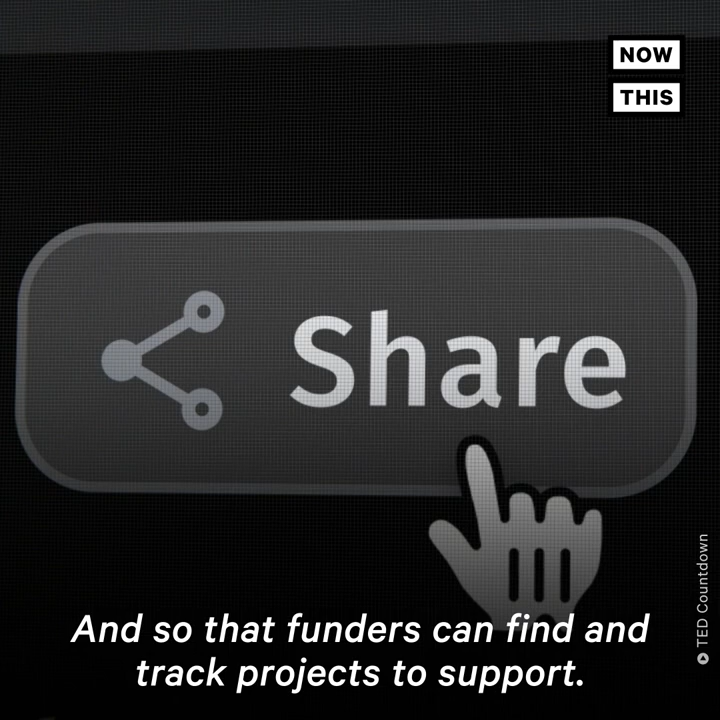 NOW
THIS
Share
And so that funders can find and
track projects to support.
TED Countdown